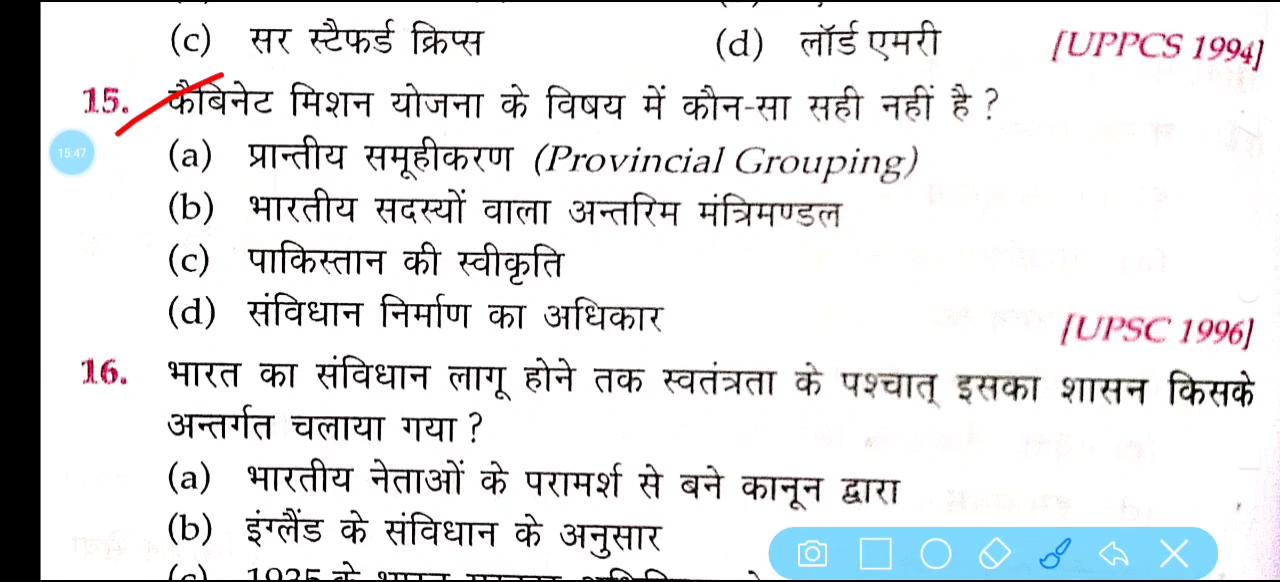 (c) सर स्टैफर्ड क्रिप्स (d) लॉर्ड एमरी [UPPCS 1994]
15. कैबिनेट मिशन योजना के विषय में कौन-सा सही नहीं है ?
15:47
(a) प्रान्तीय समूहीकरण (Provincial Grouping)
(b) भारतीय सदस्यों वाला अन्तरिम मंत्रिमण्डल
(c) पाकिस्तान की स्वीकृति
(d) संविधान निर्माण का अधिकार
[UPSC 1996]
16. भारत का संविधान लागू होने तक स्वतंत्रता के पश्चात् इसका शासन किसके
अन्तर्गत चलाया गया ?
(a) भारतीय नेताओं के परामर्श से बने कानून द्वारा
(b) इंग्लैंड के संविधान के अनुसार
(c) 1935 के